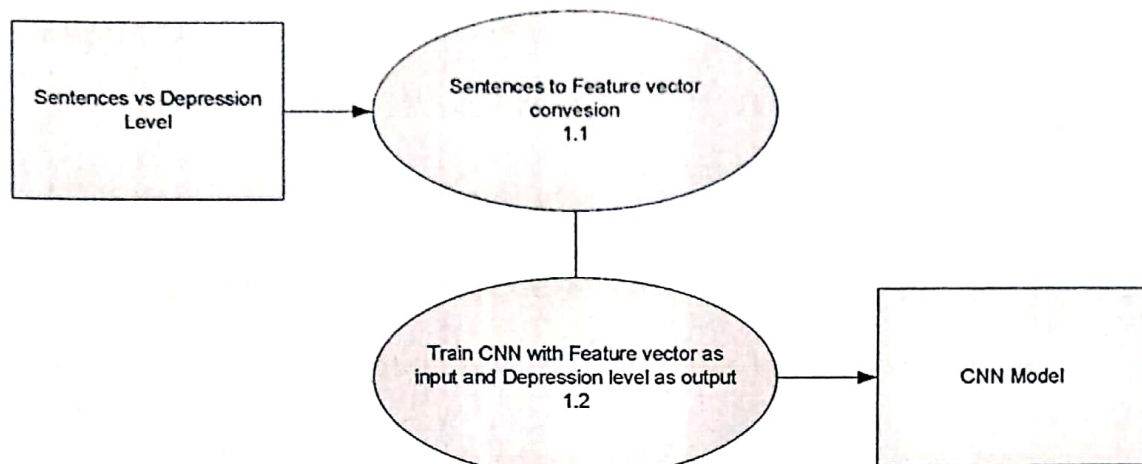 Sentences vs Depression
Level
Sentences to Feature vector
convesion
1.1
Train CNN with Feature vector as
input and Depression level as output
1.2
CNN Model